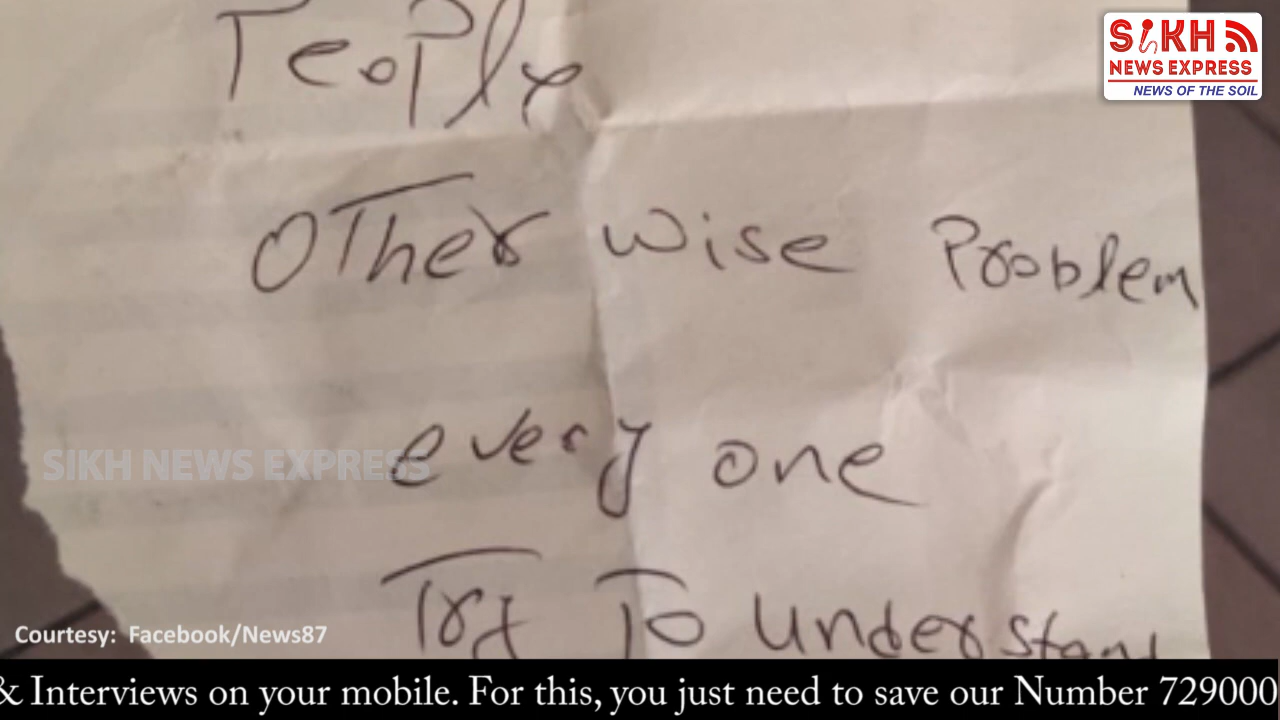 SiKH
NEWS EXPRESS
NEWS OF THE SOIL
People
Other wise Problem
SIKH NEWS EXPRESS
every one
Try To understand
Courtesy: Facebook/News87
& Interviews on your mobile. For this, you just need to save our Number 729000